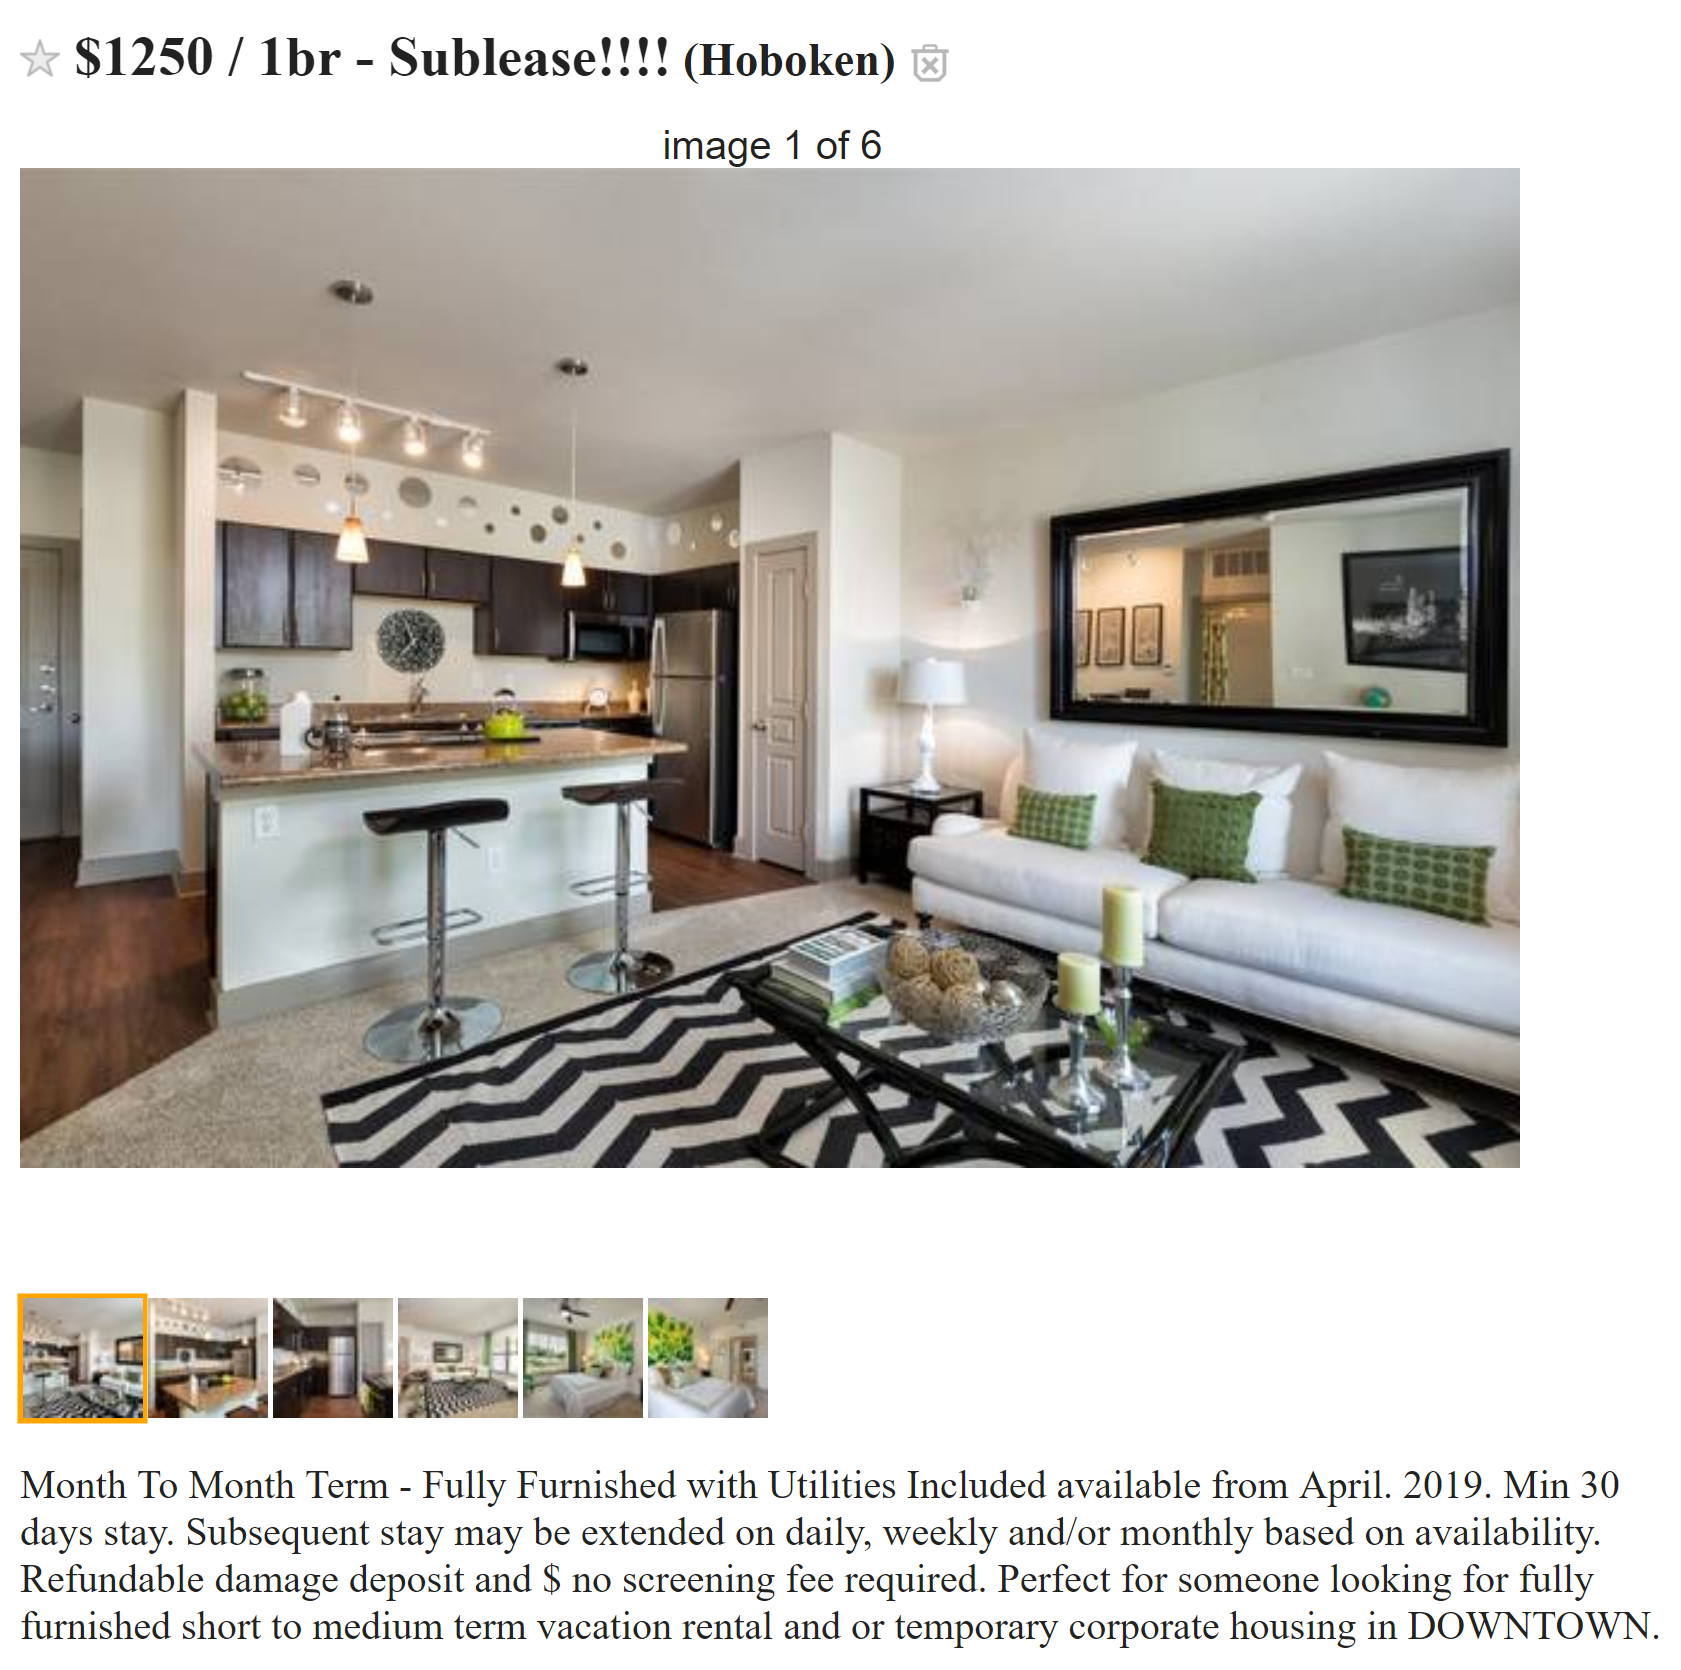 $1250 / 1br - Sublease!!!! (Hoboken)
image 1 of 6
Month To Month Term - Fully Furnished with Utilities Included available from April. 2019. Min 30
days stay. Subsequent stay may be extended on daily, weekly and/or monthly based on availability.
Refundable damage deposit and $ no screening fee required. Perfect for someone looking for fully
furnished short to medium term vacation rental and or temporary corporate housing in DOWNTOWN.